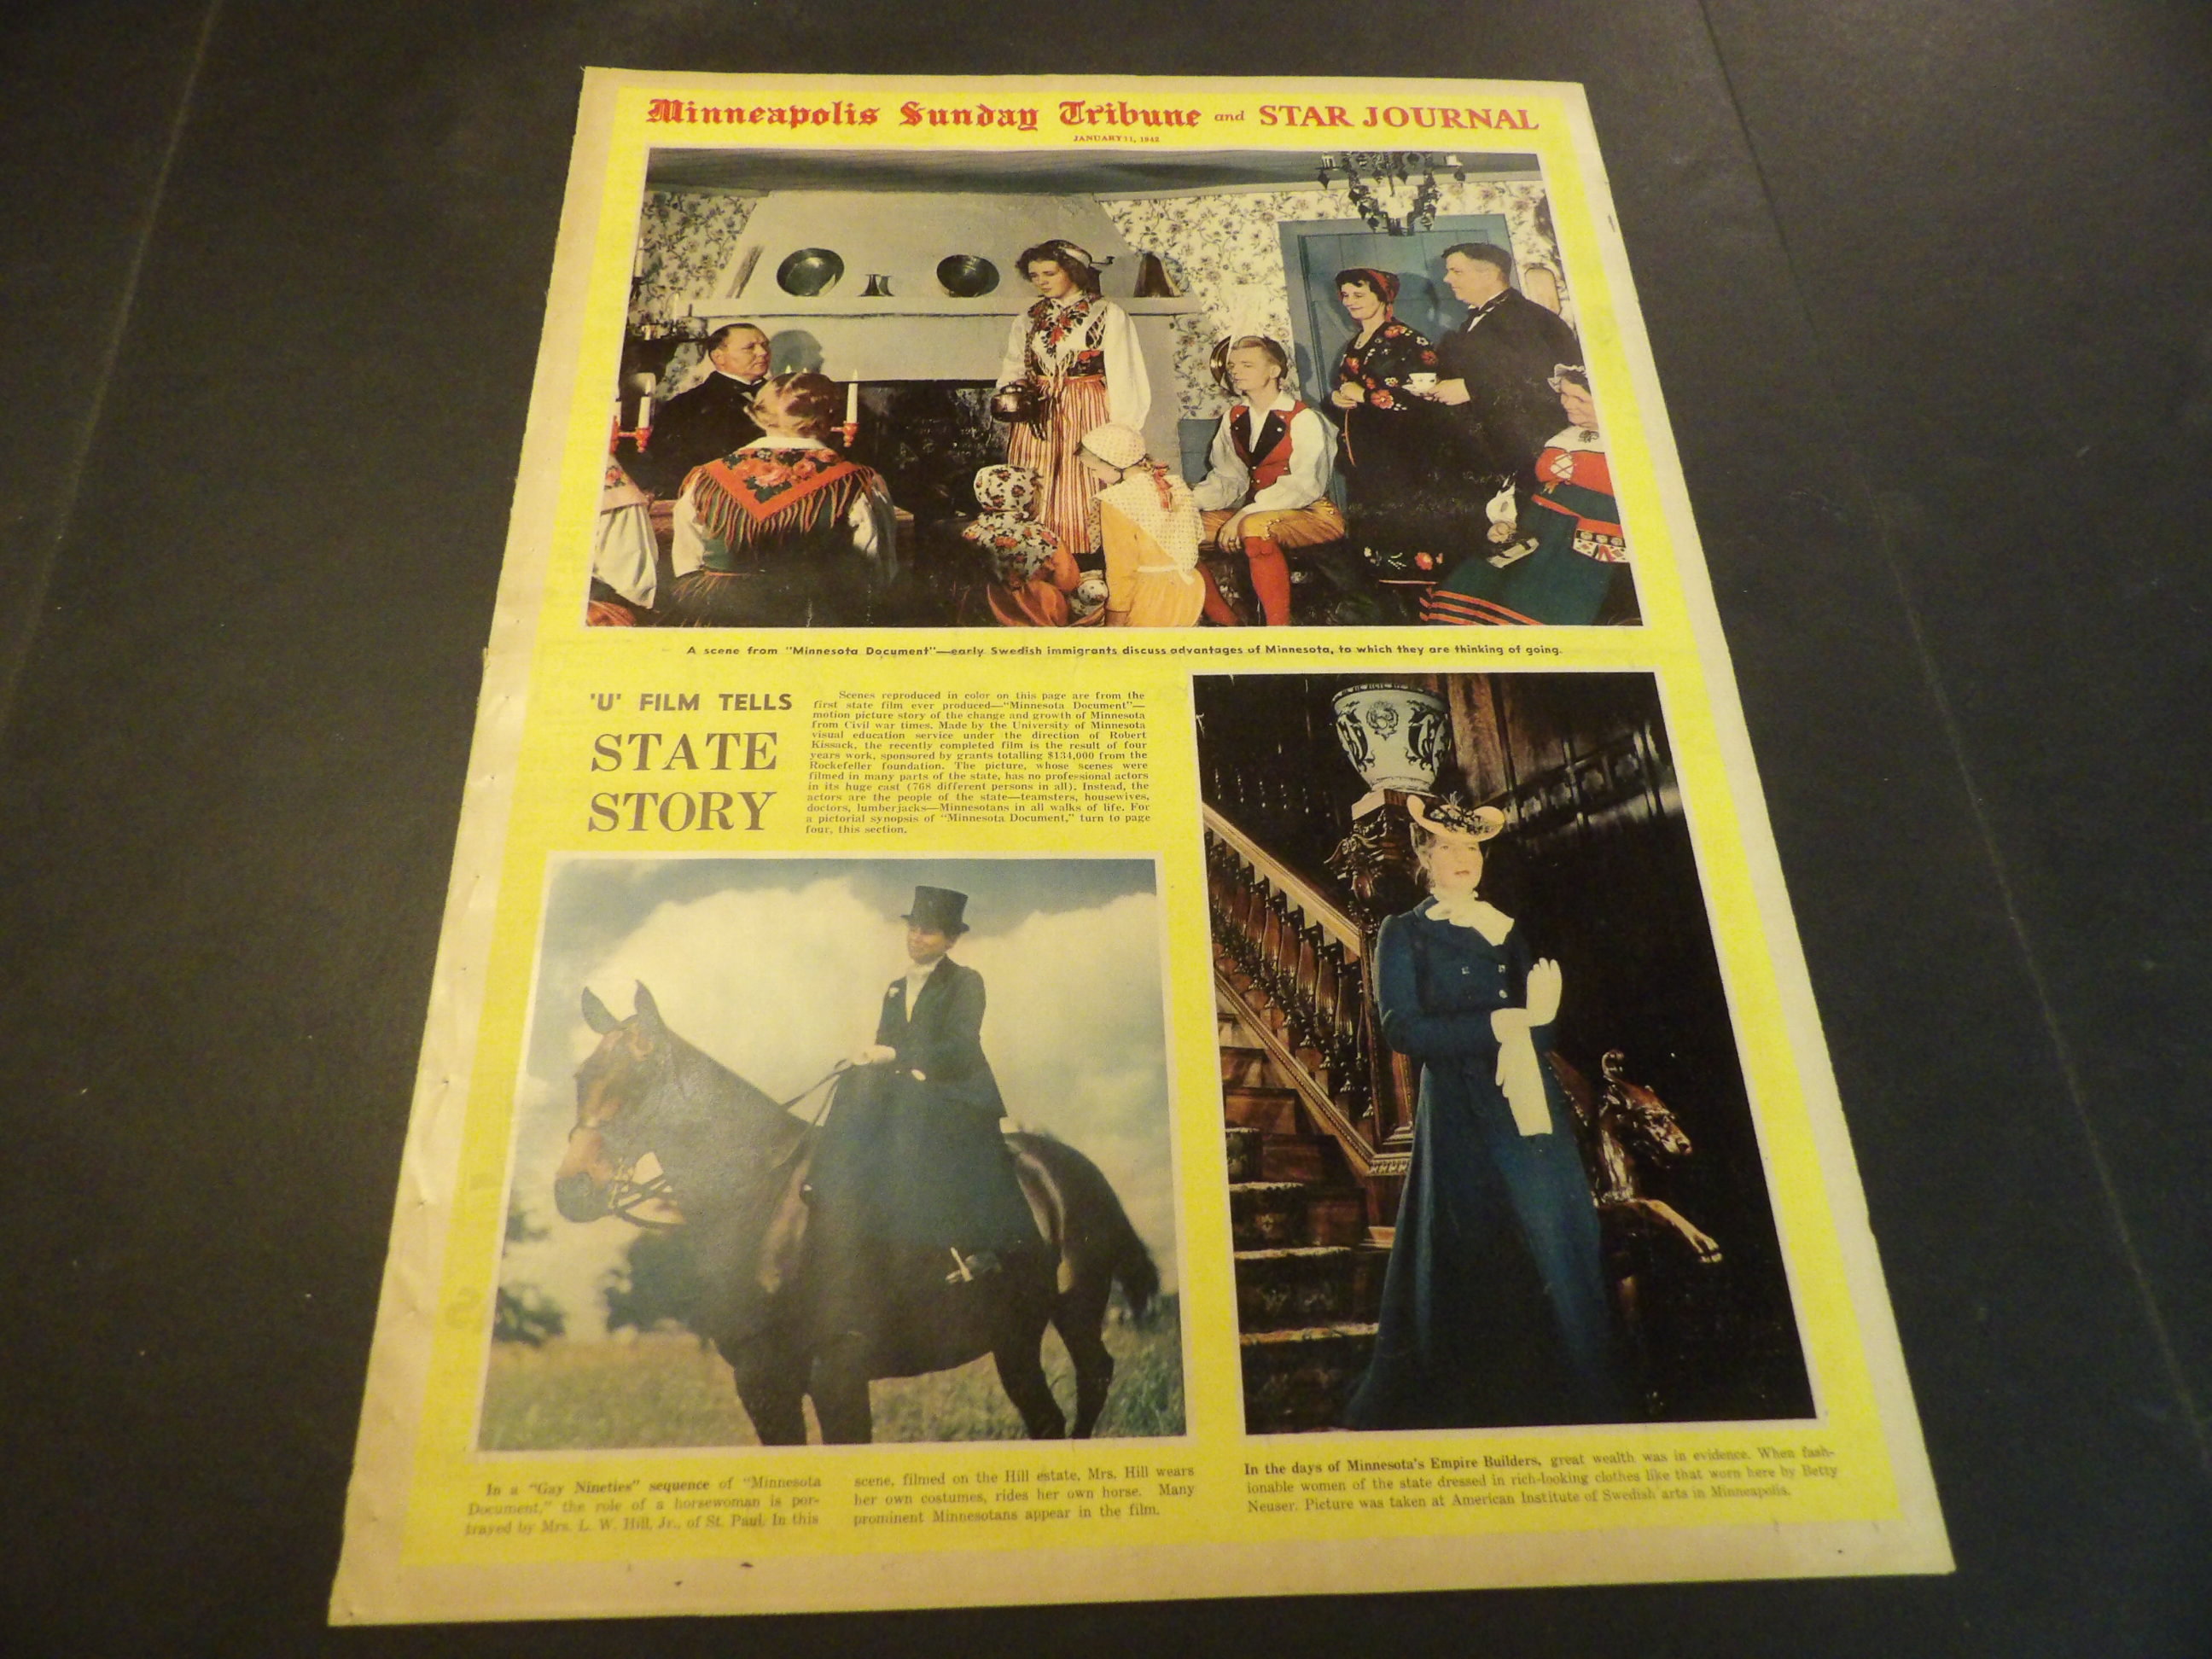 Minneapolis Sunday Tribune and STAR JOURNAL
JANUARY 11, 1942
A scene from "Minnesota Document"—early Swedish immigrants discuss advantages of Minnesota, to which they are thinking of going.
'U' FILM TELLS
STATE
STORY
Scenes reproduced in color on this page are from the
first state film ever produced—"Minnesota Document"—
motion picture story of the change and growth of Minnesota
from Civil war times. Made by the University of Minnesota
visual education service under the direction of Robert
Kissack, the recently completed film is the result of four
years work, sponsored by grants totalling $134,000 from the
Rockefeller foundation. The picture, whose scenes were
filmed in many parts of the state, has no professional actors
in its huge cast (768 different persons in all). Instead, the
actors are the people of the state—teamsters, housewives,
doctors, lumberjacks—Minnesotans in all walks of life. For
a pictorial synopsis of "Minnesota Document," turn to page
four, this section.
In a "Gay Nineties" sequence of "Minnesota
Document," the role of a horsewoman is por-
trayed by Mrs. L. W. Hill, Jr., of St. Paul. In this
scene, filmed on the Hill estate, Mrs. Hill wears
her own costumes, rides her own horse. Many
prominent Minnesotans appear in the film.
In the days of Minnesota's Empire Builders, great wealth was in evidence. When fash-
ionable women of the state dressed in rich-looking clothes like that worn here by Betty
Neuser. Picture was taken at American Institute of Swedish arts in Minneapolis.